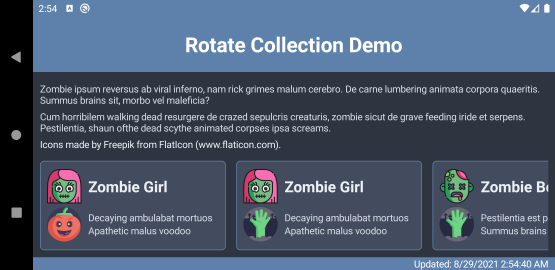 2:54
Rotate Collection Demo
Zombie ipsum reversus ab viral inferno, nam rick grimes malum cerebro. De carne lumbering animata corpora quaeritis.
Summus brains sit, morbo vel maleficia?
Cum horribilem walking dead resurgere de crazed sepulcris creaturis, zombie sicut de grave feeding iride et serpens.
Pestilentia, shaun ofthe dead scythe animated corpses ipsa screams.
Icons made by Freepik from FlatIcon (www.flaticon.com).
Zombie Girl
Decaying ambulabat mortuos
Apathetic malus voodoo
Zombie Girl
Decaying ambulabat mortuos
Apathetic malus voodoo
Zombie Bo
Pestilentia est p
Summus brains
Updated: 8/29/2021 2:54:40 AM